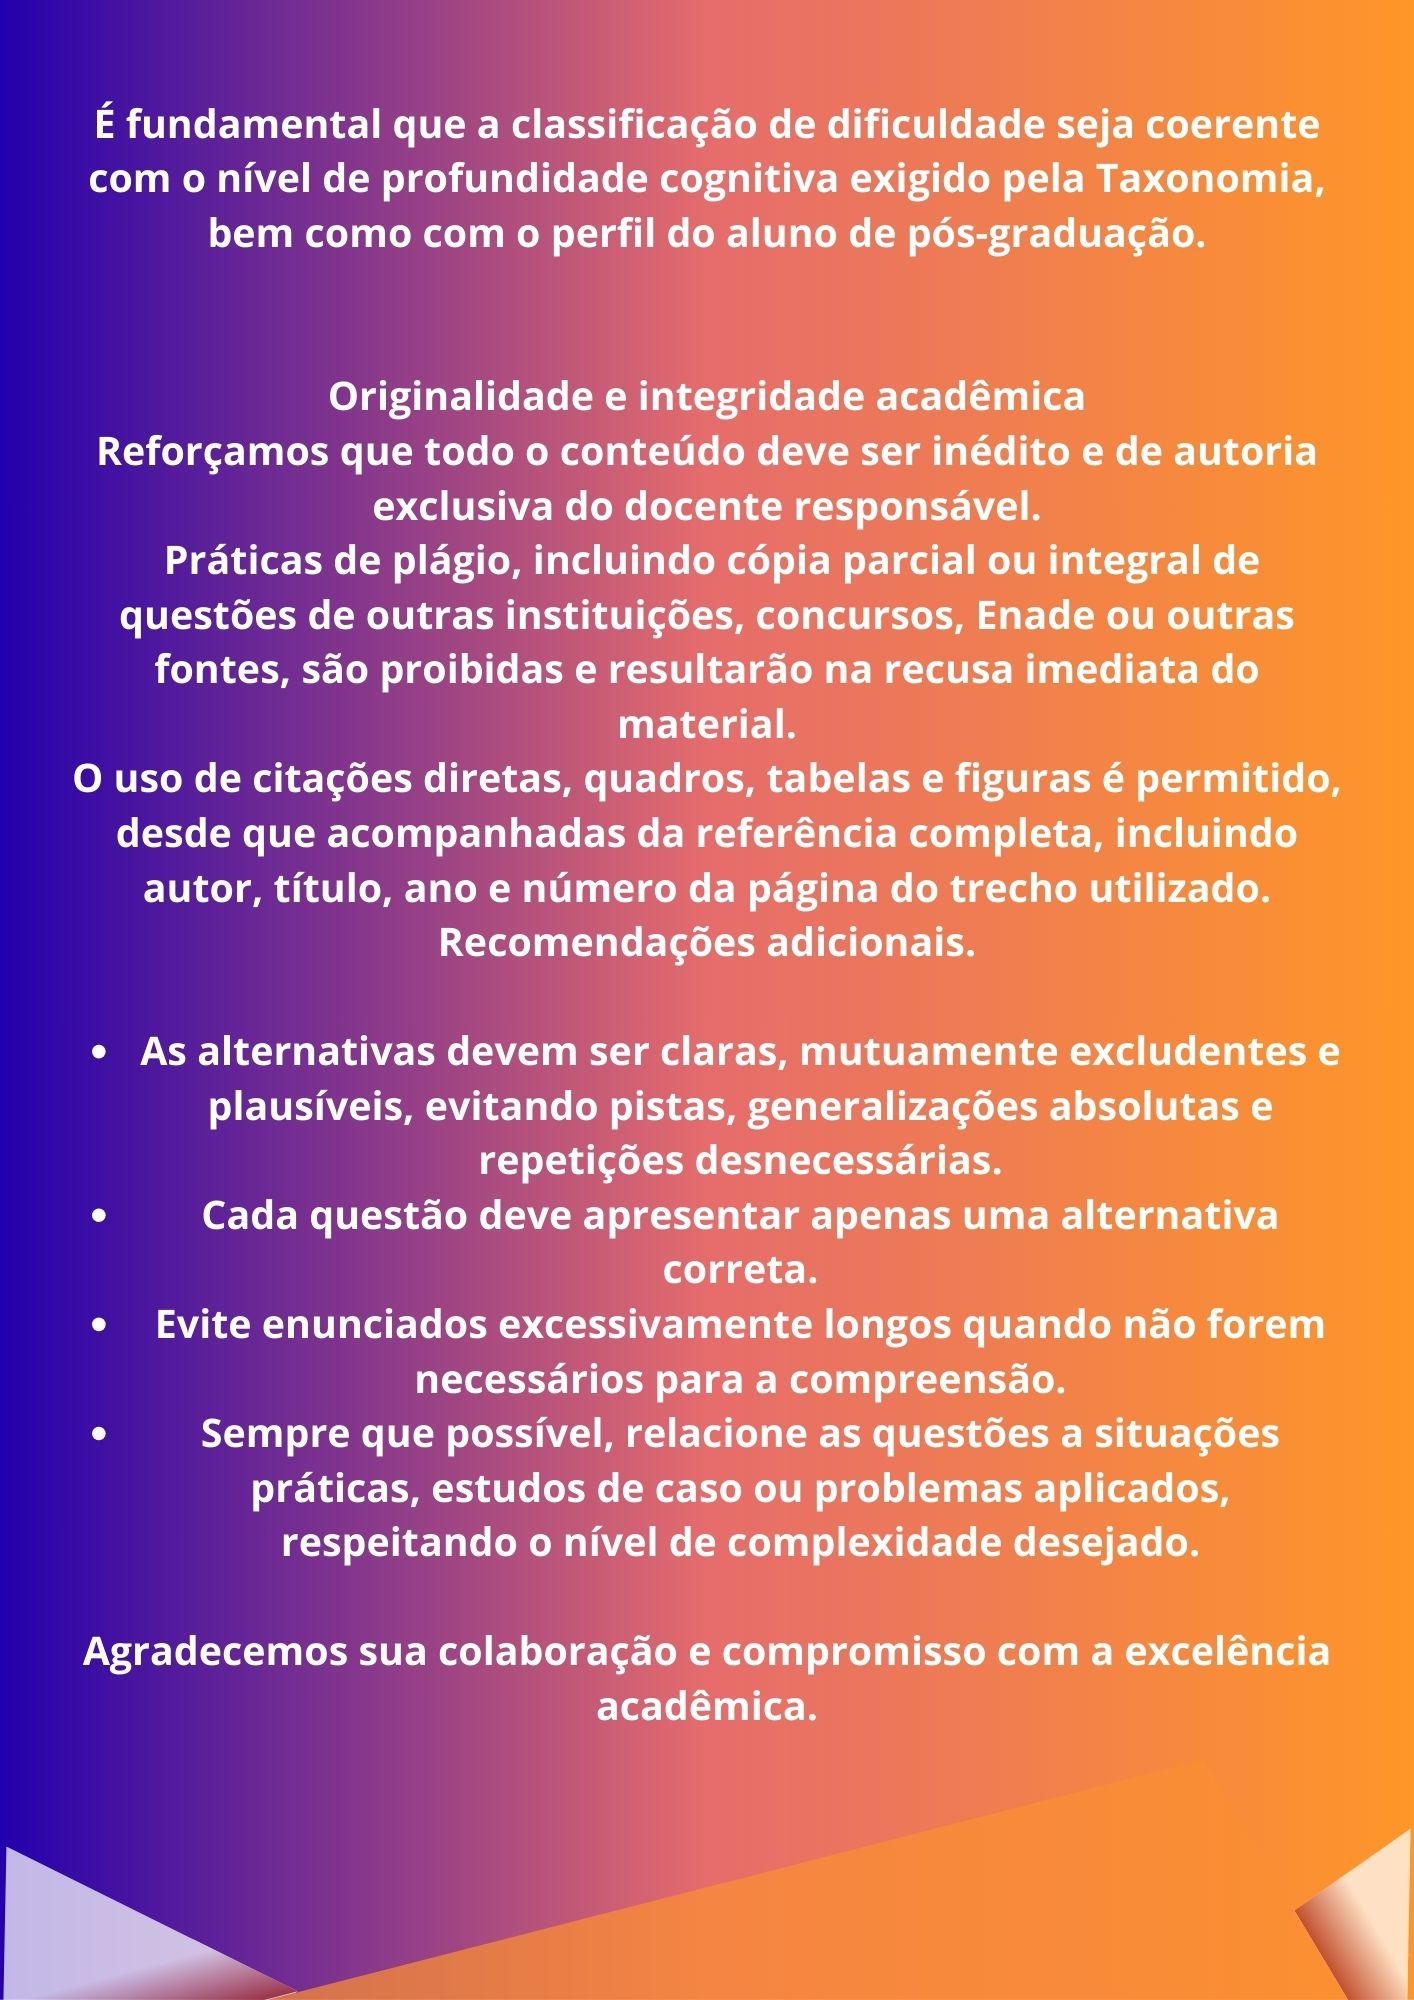 É fundamental que a classificação de dificuldade seja coerente
com o nível de profundidade cognitiva exigido pela Taxonomia,
bem como com o perfil do aluno de pós-graduação.
Originalidade e integridade acadêmica
Reforçamos que todo o conteúdo deve ser inédito e de autoria
exclusiva do docente responsável.
Práticas de plágio, incluindo cópia parcial ou integral de
questões de outras instituições, concursos, Enade ou outras
fontes, são proibidas e resultarão na recusa imediata do
material.
O uso de citações diretas, quadros, tabelas e figuras é permitido,
desde que acompanhadas da referência completa, incluindo
autor, título, ano e número da página do trecho utilizado.
Recomendações adicionais.
• As alternativas devem ser claras, mutuamente excludentes e
plausíveis, evitando pistas, generalizações absolutas e
repetições desnecessárias.
• Cada questão deve apresentar apenas uma alternativa
correta.
• Evite enunciados excessivamente longos quando não forem
necessários para a compreensão.
• Sempre que possível, relacione as questões a situações
práticas, estudos de caso ou problemas aplicados,
respeitando o nível de complexidade desejado.
Agradecemos sua colaboração e compromisso com a excelência
acadêmica.